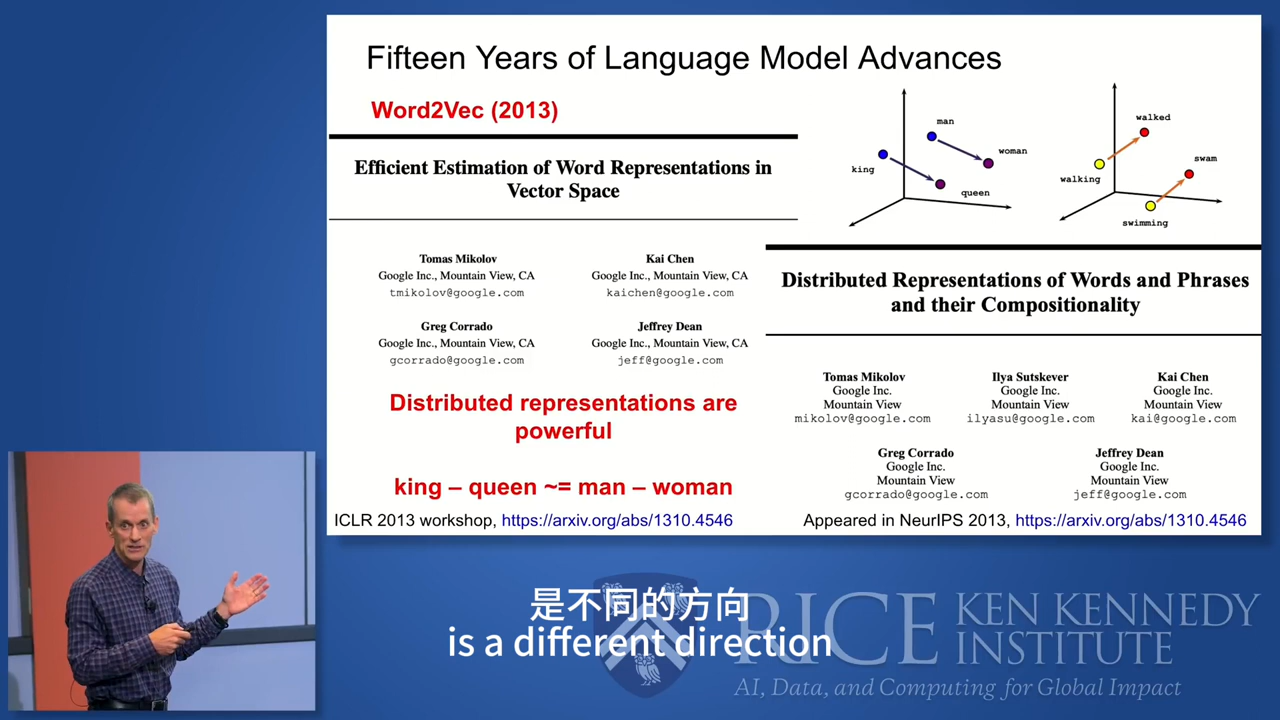 Fifteen Years of Language Model Advances
Word2Vec (2013)
Efficient Estimation of Word Representations in
Vector Space
Tomas Mikolov
Google Inc., Mountain View, CA
tmikolov@google.com
Kai Chen
Google Inc., Mountain View, CA
kaichen@google.com
Greg Corrado
Google Inc., Mountain View, CA
gcorrado@google.com
Jeffrey Dean
Google Inc., Mountain View, CA
jeff@google.com
Distributed representations are
powerful
king – queen ~= man – woman
ICLR 2013 workshop, https://arxiv.org/abs/1310.4546
man
woman
king
queen
walked
swam
walking
swimming
Distributed Representations of Words and Phrases
and their Compositionality
Tomas Mikolov
Google Inc.
Mountain View
mikolov@google.com
Ilya Sutskever
Google Inc.
Mountain View
ilyasu@google.com
Kai Chen
Google Inc.
Mountain View
kai@google.com
Greg Corrado
Google Inc.
Mountain View
gcorrado@google.com
Jeffrey Dean
Google Inc.
Mountain View
jeff@google.com
Appeared in NeurIPS 2013, https://arxiv.org/abs/1310.4546
是不同的方向
is a different direction
RICE
KEN KENNEDY
INSTITUTE
AI, Data, and Computing for Global Impact